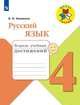 Русский язык
Тетрадь учебных
достижений
4